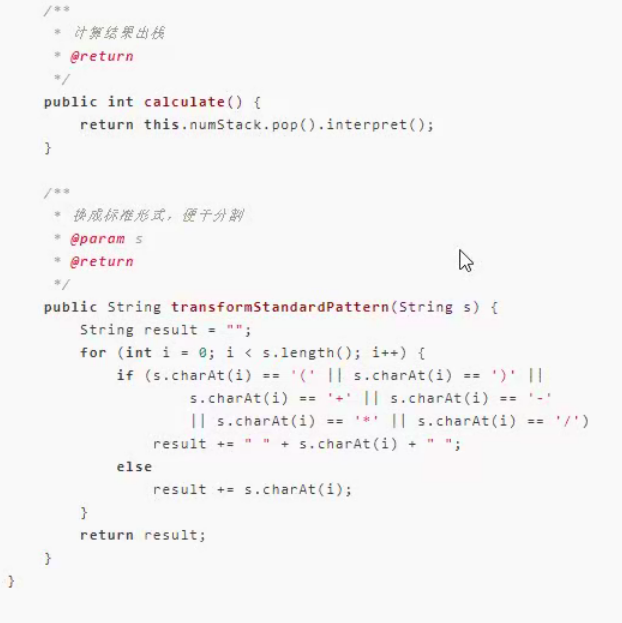 /**
 * 计算结果出栈
 * @return
 */
public int calculate() {
    return this.numStack.pop().interpret();
}

/**
 * 换成标准形式，便于分割
 * @param s
 * @return
 */
public String transformStandardPattern(String s) {
    String result = "";
    for (int i = 0; i < s.length(); i++) {
        if (s.charAt(i) == '(' || s.charAt(i) == ')' ||
                s.charAt(i) == '+' || s.charAt(i) == '-'
                || s.charAt(i) == '*' || s.charAt(i) == '/')
            result += " " + s.charAt(i) + " ";
        else
            result += s.charAt(i);
    }
    return result;
}
}